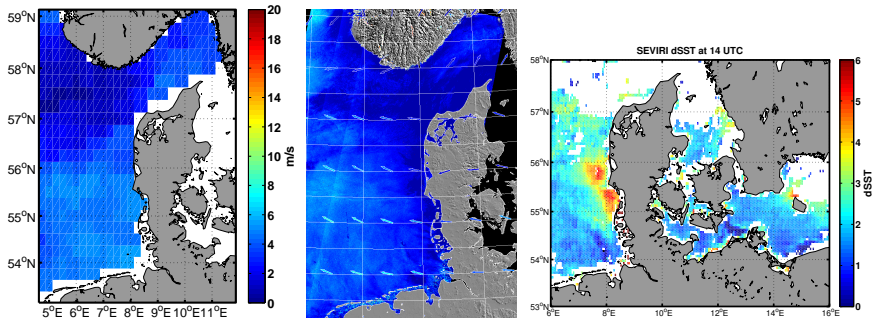 59°N
58°N
57°N
56°N
55°N
54°N
5°E 6°E 7°E 8°E 9°E 10°E 11°E
20
18
16
14
12
10
8
6
4
2
0
m/s
SEVIRI dSST at 14 UTC
58°N
57°N
56°N
55°N
54°N
53°N
6°E 8°E 10°E 12°E 14°E 16°E
6
5
4
3
2
1
0
dSST